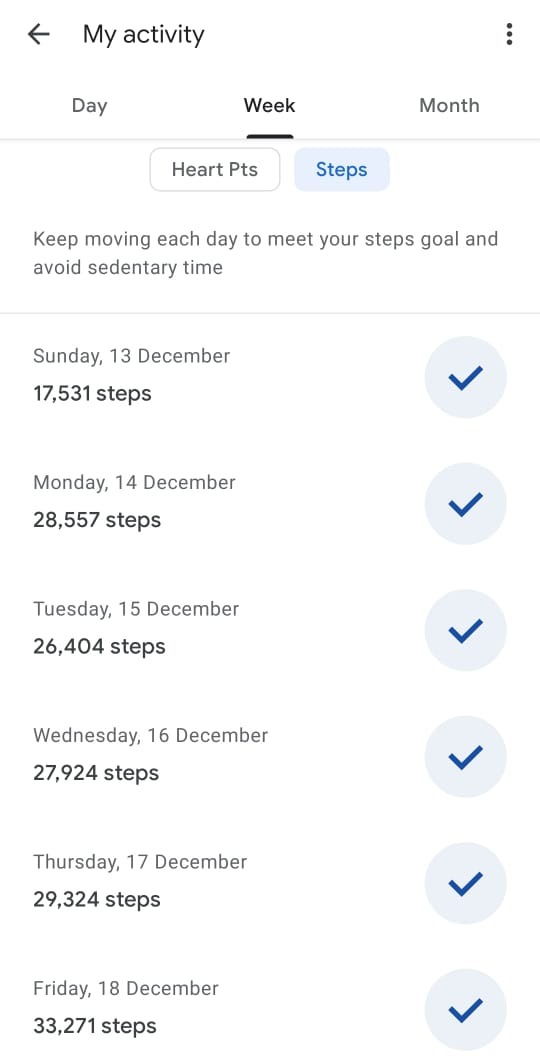 My activity
Day Week Month
Heart Pts Steps
Keep moving each day to meet your steps goal and
avoid sedentary time
Sunday, 13 December
17,531 steps
Monday, 14 December
28,557 steps
Tuesday, 15 December
26,404 steps
Wednesday, 16 December
27,924 steps
Thursday, 17 December
29,324 steps
Friday, 18 December
33,271 steps